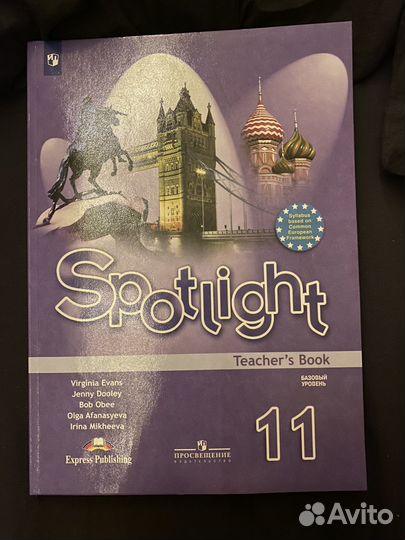 Syllabus
based on
Common
European
Framework
Spotlight
Teacher's Book
БАЗОВЫЙ
УРОВЕНЬ
Virginia Evans
Jenny Dooley
Bob Obee
Olga Afanasyeva
Irina Mikheeva
Express Publishing
ПРОСВЕЩЕНИЕ
ИЗДАТЕЛЬСТВО
11
Avito